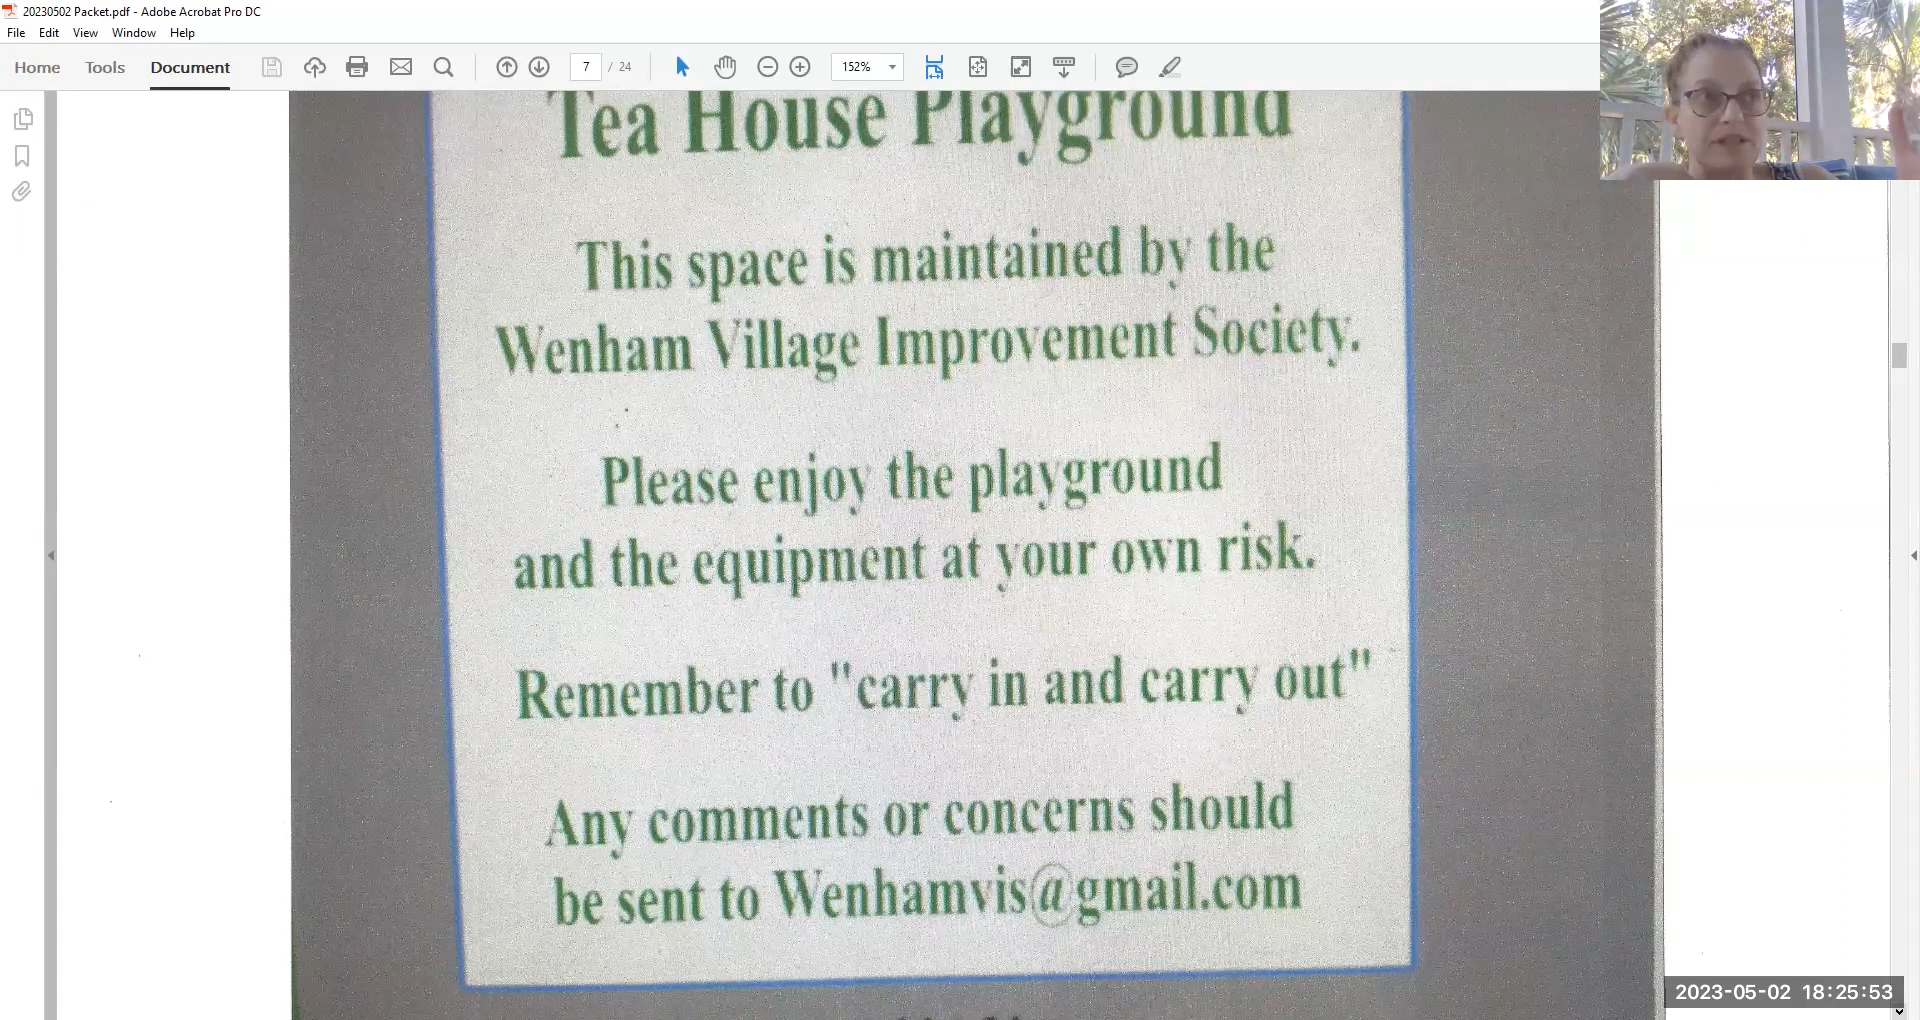 20230502 Packet.pdf - Adobe Acrobat Pro DC
File Edit View Window Help
Home Tools Document 7 / 24 152%
Tea House Playground
This space is maintained by the
Wenham Village Improvement Society.
Please enjoy the playground
and the equipment at your own risk.
Remember to "carry in and carry out"
Any comments or concerns should
be sent to Wenhamvis@gmail.com
2023-05-02 18:25:53